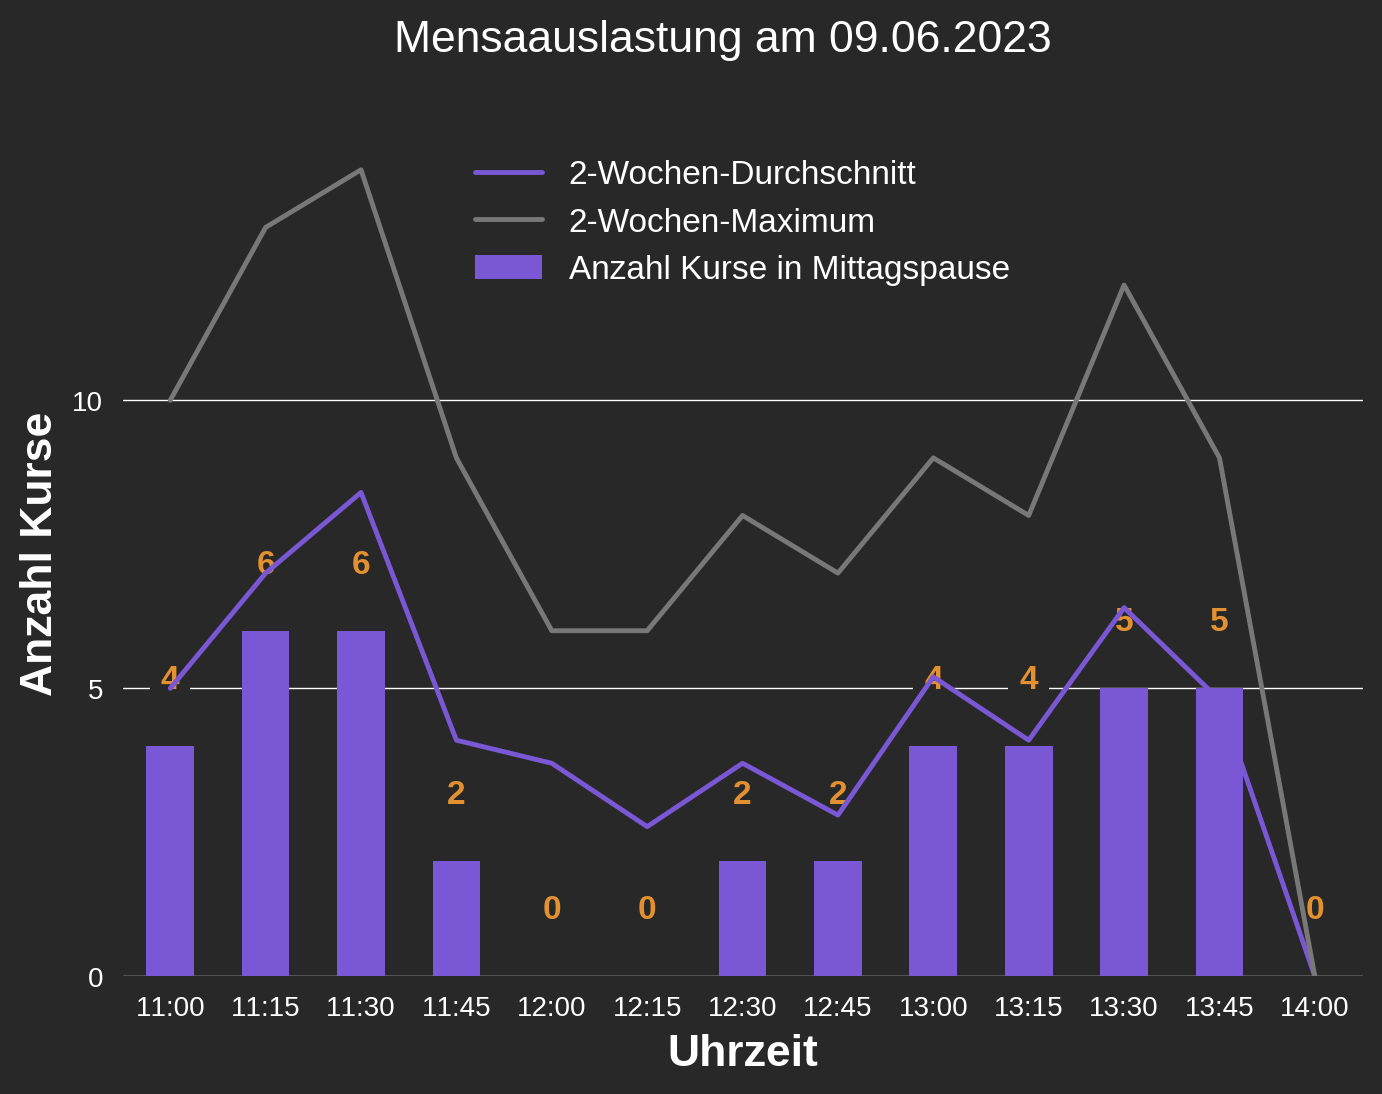 Mensaauslastung am 09.06.2023
2-Wochen-Durchschnitt
2-Wochen-Maximum
Anzahl Kurse in Mittagspause
Anzahl Kurse
10
5
0
4
6
6
2
0
0
2
2
4
4
5
5
0
11:00 11:15 11:30 11:45 12:00 12:15 12:30 12:45 13:00 13:15 13:30 13:45 14:00
Uhrzeit